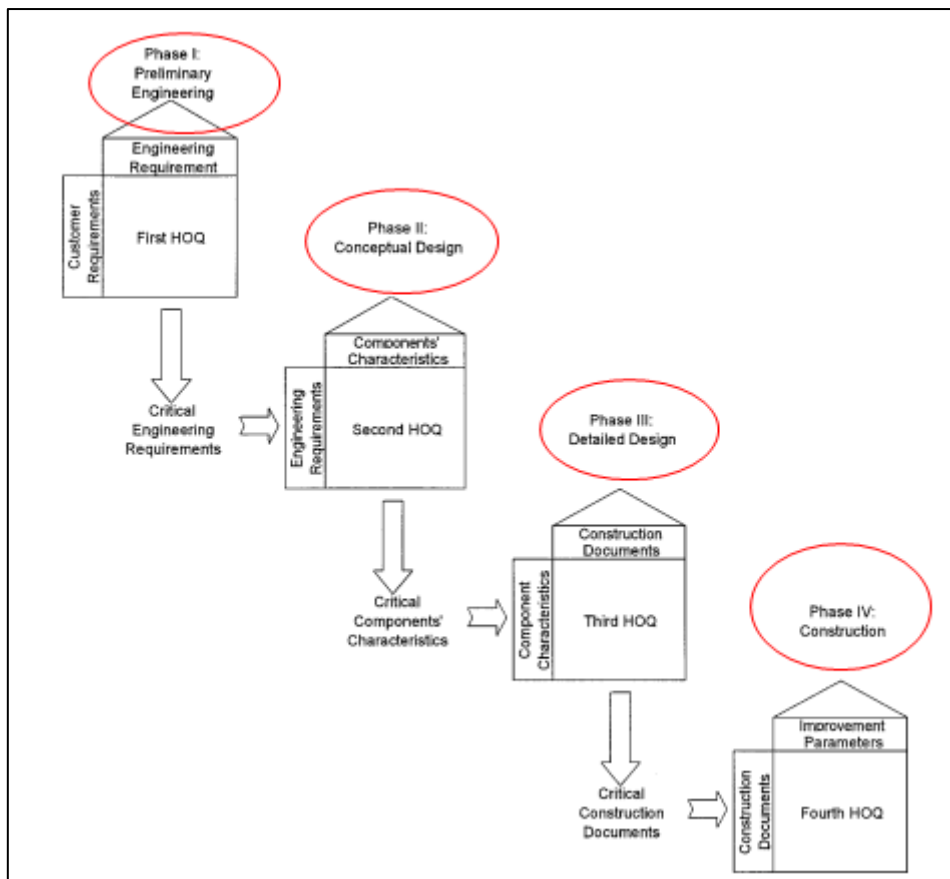 Phase I:
Preliminary
Engineering
Engineering
Requirement
Customer
Requirements
First HOQ
Critical
Engineering
Requirements
Phase II:
Conceptual Design
Components'
Characteristics
Engineering
Requirements
Second HOQ
Critical
Components'
Characteristics
Phase III:
Detailed Design
Construction
Documents
Component
Characteristics
Third HOQ
Critical
Construction
Documents
Phase IV:
Construction
Improvement
Parameters
Construction
Documents
Fourth HOQ